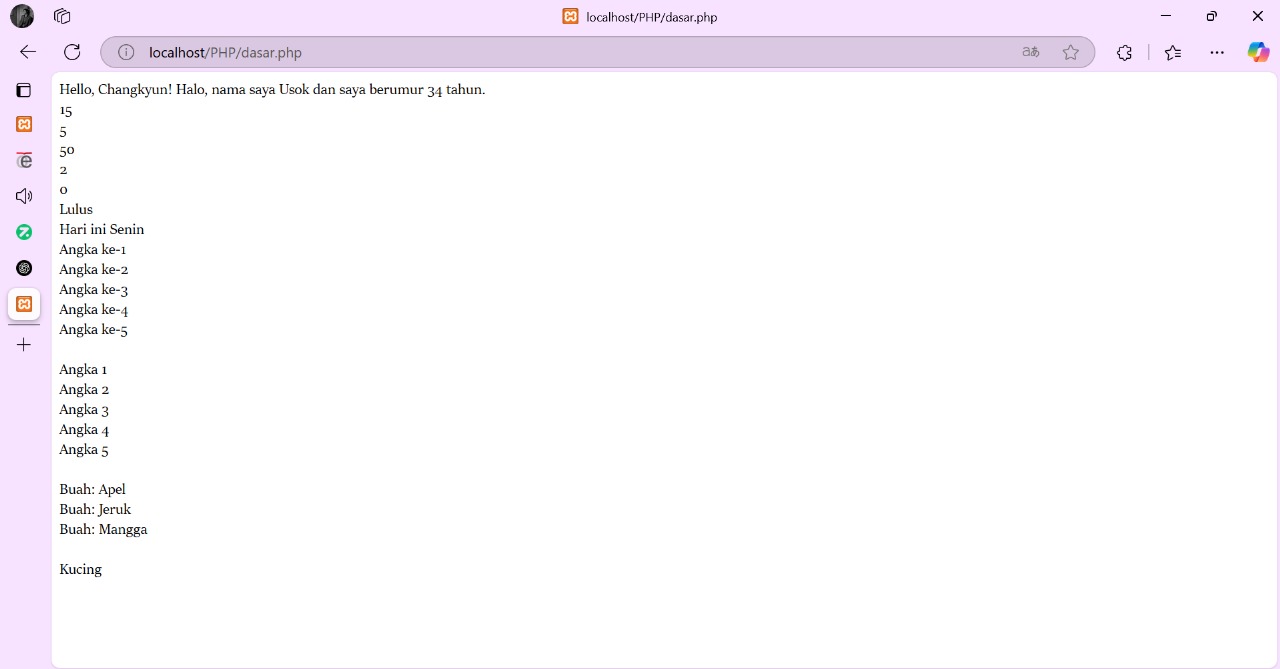 localhost/PHP/dasar.php
localhost/PHP/dasar.php
Hello, Changkyun! Halo, nama saya Usok dan saya berumur 34 tahun.
15
5
50
2
0
Lulus
Hari ini Senin
Angka ke-1
Angka ke-2
Angka ke-3
Angka ke-4
Angka ke-5
Angka 1
Angka 2
Angka 3
Angka 4
Angka 5
Buah: Apel
Buah: Jeruk
Buah: Mangga
Kucing